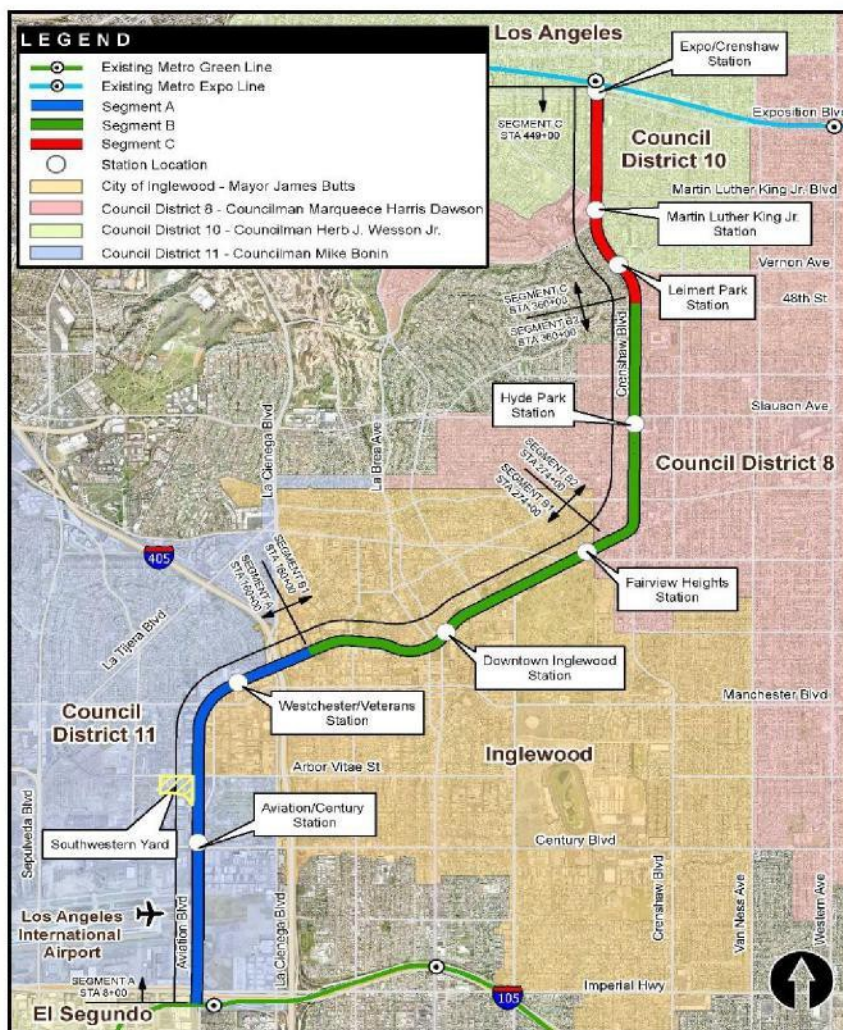 LEGEND
Existing Metro Green Line
Existing Metro Expo Line
Segment A
Segment B
Segment C
Station Location
City of Inglewood - Mayor James Butts
Council District 8 - Councilman Marqueece Harris Dawson
Council District 10 - Councilman Herb J. Wesson Jr.
Council District 11 - Councilman Mike Bonin
Los Angeles
Expo/Crenshaw
Station
Exposition Blvd
SEGMENT C
STA 449+00
Council
District 10
Martin Luther King Jr. Blvd
Martin Luther King Jr.
Station
Vernon Ave
Leimert Park
Station
48th St
SEGMENT C
STA 360+00
SEGMENT B2
STA 360+00
Crenshaw Blvd
Hyde Park
Station
Slauson Ave
La Cienega Blvd
La Brea Ave
Council District 8
SEGMENT B2
STA 274+00
SEGMENT B1
STA 274+00
405
Fairview Heights
Station
SEGMENT B1
STA 160+00
SEGMENT A
STA 160+00
La Tijera Blvd
Downtown Inglewood
Station
Manchester Blvd
Westchester/Veterans
Station
Council
District 11
Inglewood
Arbor Vitae St
Aviation/Century
Station
Southwestern Yard
Century Blvd
Sepulveda Blvd
Aviation Blvd
La Cienega Blvd
Crenshaw Blvd
Van Ness Ave
Western Ave
Los Angeles
International
Airport
SEGMENT A
STA 8+00
Imperial Hwy
El Segundo
105